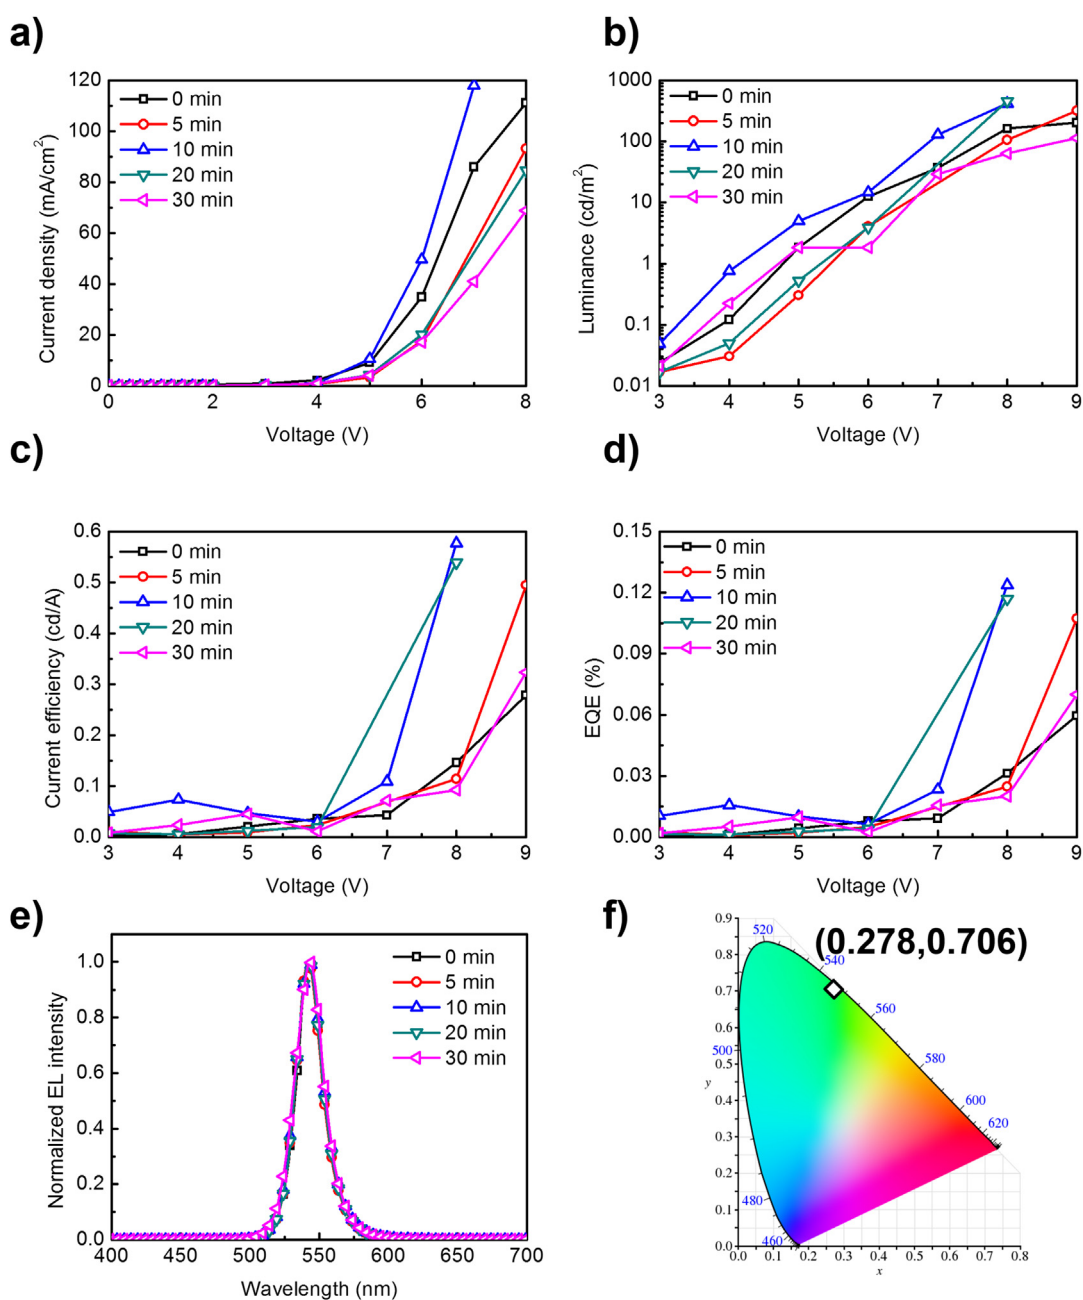 a)
120
100
80
60
40
20
0
0 2 4 6 8
Current density (mA/cm²)
Voltage (V)
0 min
5 min
10 min
20 min
30 min
b)
1000
100
10
1
0.1
0.01
3 4 5 6 7 8 9
Luminance (cd/m²)
Voltage (V)
0 min
5 min
10 min
20 min
30 min
c)
0.6
0.5
0.4
0.3
0.2
0.1
0.0
3 4 5 6 7 8 9
Current efficiency (cd/A)
Voltage (V)
0 min
5 min
10 min
20 min
30 min
d)
0.15
0.12
0.09
0.06
0.03
0.00
3 4 5 6 7 8 9
EQE (%)
Voltage (V)
0 min
5 min
10 min
20 min
30 min
e)
1.0
0.8
0.6
0.4
0.2
0.0
400 450 500 550 600 650 700
Normalized EL intensity
Wavelength (nm)
0 min
5 min
10 min
20 min
30 min
f)
(0.278,0.706)
0.9
0.8
0.7
0.6
0.5
0.4
0.3
0.2
0.1
0.0
0.0 0.1 0.2 0.3 0.4 0.5 0.6 0.7 0.8
y
x
520
540
560
580
600
620
500
480
460